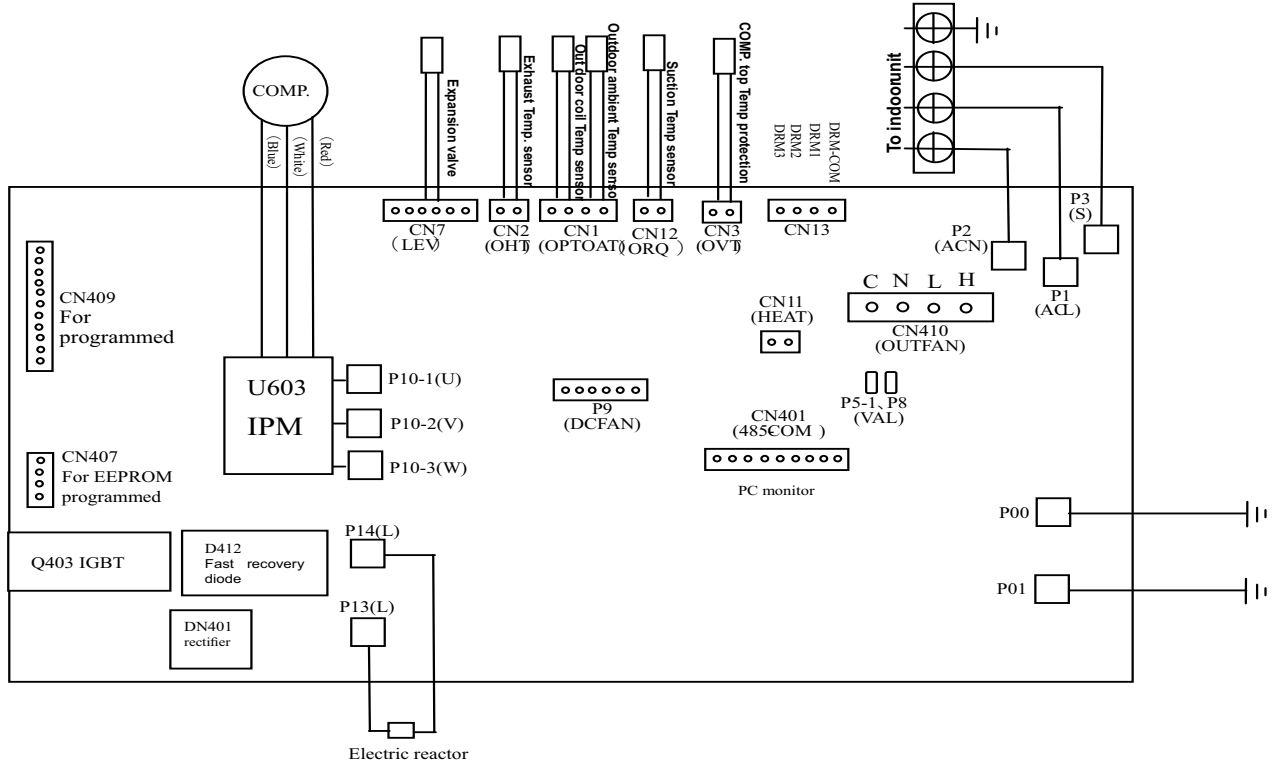 COMP.
(Blue)
(White)
(Red)
Expansion valve
Exhaust Temp. sensor
Out door coil Temp sensor
Outdoor ambient Temp senso
Suction Temp sensor
COMP. top Temp protection
DRM3
DRM2
DRM1
DRM-COM
To indoorunit
CN7
(LEV)
CN2
(OHT)
CN1
(OPTOAT)
CN12
(ORQ )
CN3
(OVT)
CN13
P2
(ACN)
P3
(S)
P1
(ACL)
CN409
For
programmed
C N L H
CN410
(OUTFAN)
CN11
(HEAT)
U603
IPM
P10-1(U)
P10-2(V)
P10-3(W)
P9
(DCFAN)
P5-1、P8
(VAL)
CN401
(485-COM )
PC monitor
CN407
For EEPROM
programmed
P00
P01
Q403 IGBT
D412
Fast recovery
diode
P14(L)
P13(L)
DN401
rectifier
Electric reactor